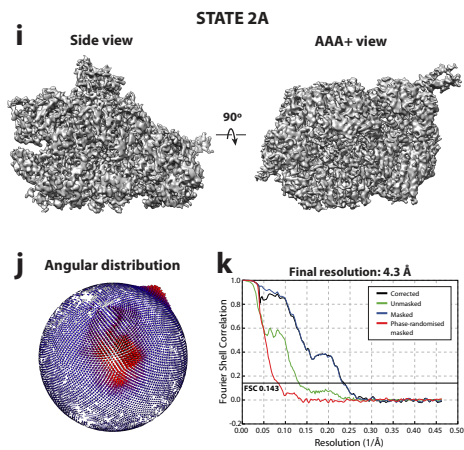 STATE 2A
i
Side view
AAA+ view
90º
j
Angular distribution
k
Final resolution: 4.3 Å
1.0
0.8
0.6
0.4
0.2
0.0
-0.2
Fourier Shell Correlation
Corrected
Unmasked
Masked
Phase-randomised
masked
FSC 0.143
0.00 0.05 0.10 0.15 0.20 0.25 0.30 0.35 0.40 0.45 0.50
Resolution (1/Å)